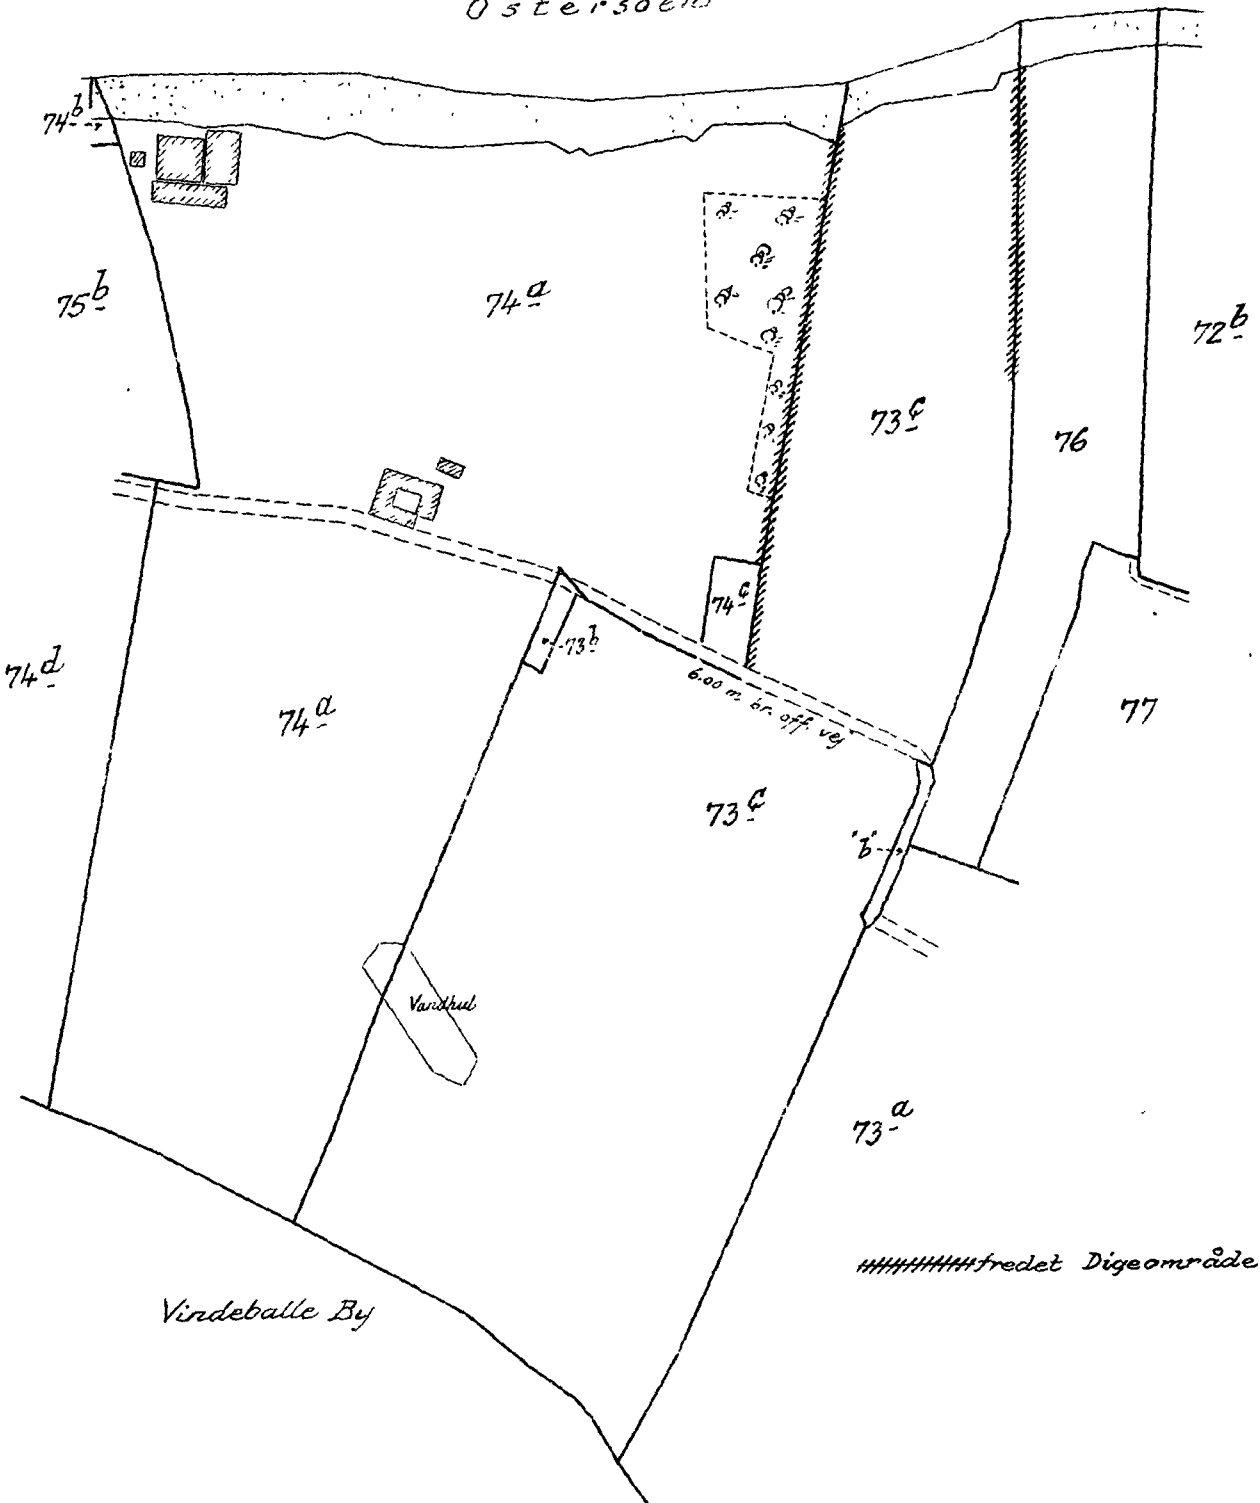 Østersøen
74b
75b
74a
72b
73c
76
74c
73b
74d
74a
6.00 m. br. off. vej
77
73c
"b"
Vandhul
73a
fredet Digeområde
Vindeballe By